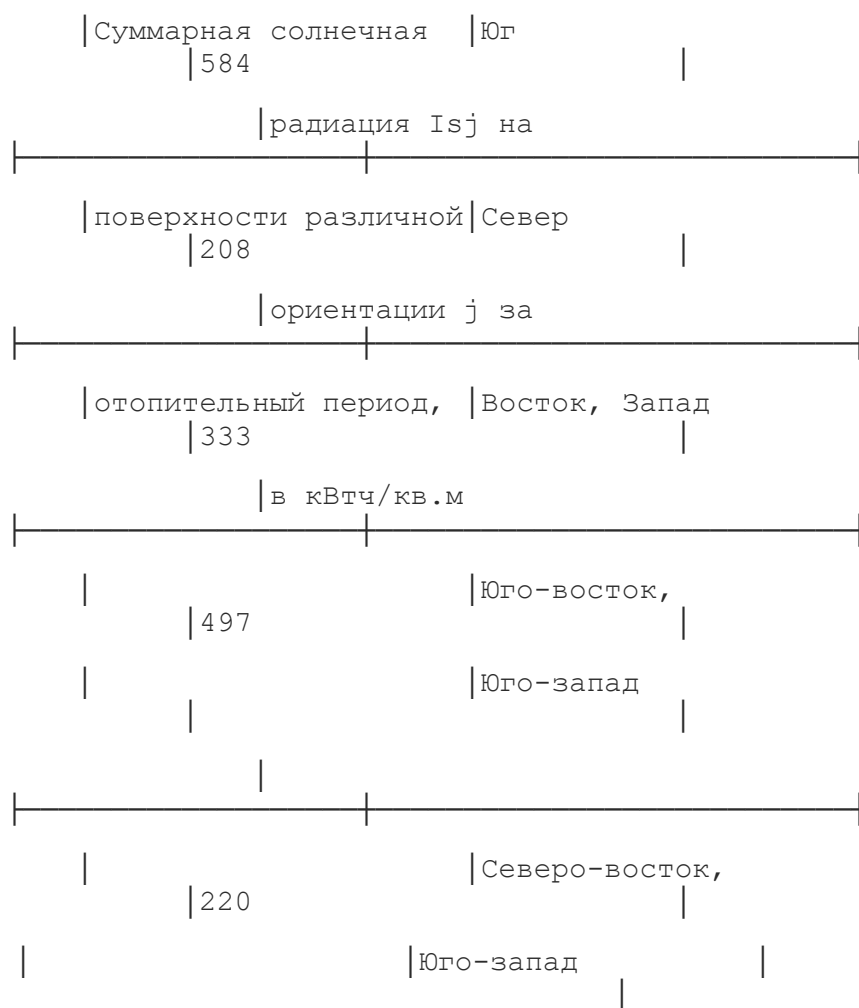 Суммарная солнечная Юг
584
радиация Isj на
поверхности различной Север
208
ориентации j за
отопительный период, Восток, Запад
333
в кВтч/кв.м
Юго-восток,
497
Юго-запад
Северо-восток,
220
Юго-запад